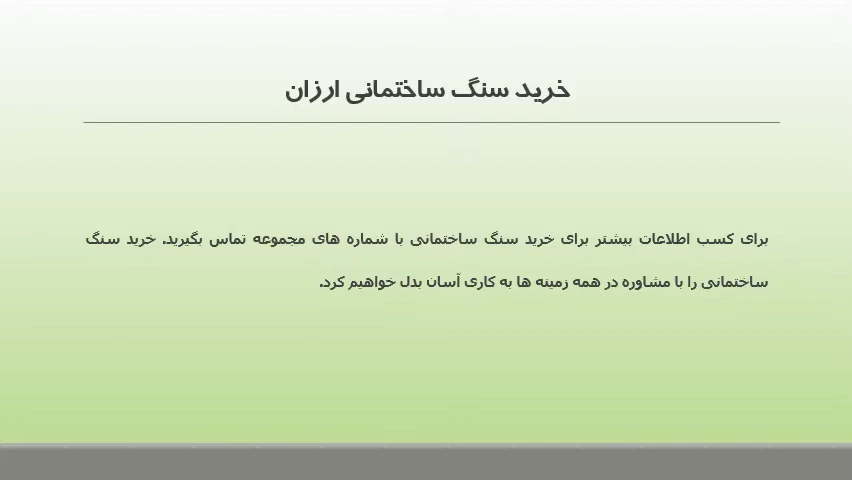 خرید سنگ ساختمانی ارزان
برای کسب اطلاعات بیشتر برای خرید سنگ ساختمانی با شماره های مجموعه تماس بگیرید. خرید سنگ
ساختمانی را با مشاوره در همه زمینه ها به کاری آسان بدل خواهیم کرد.